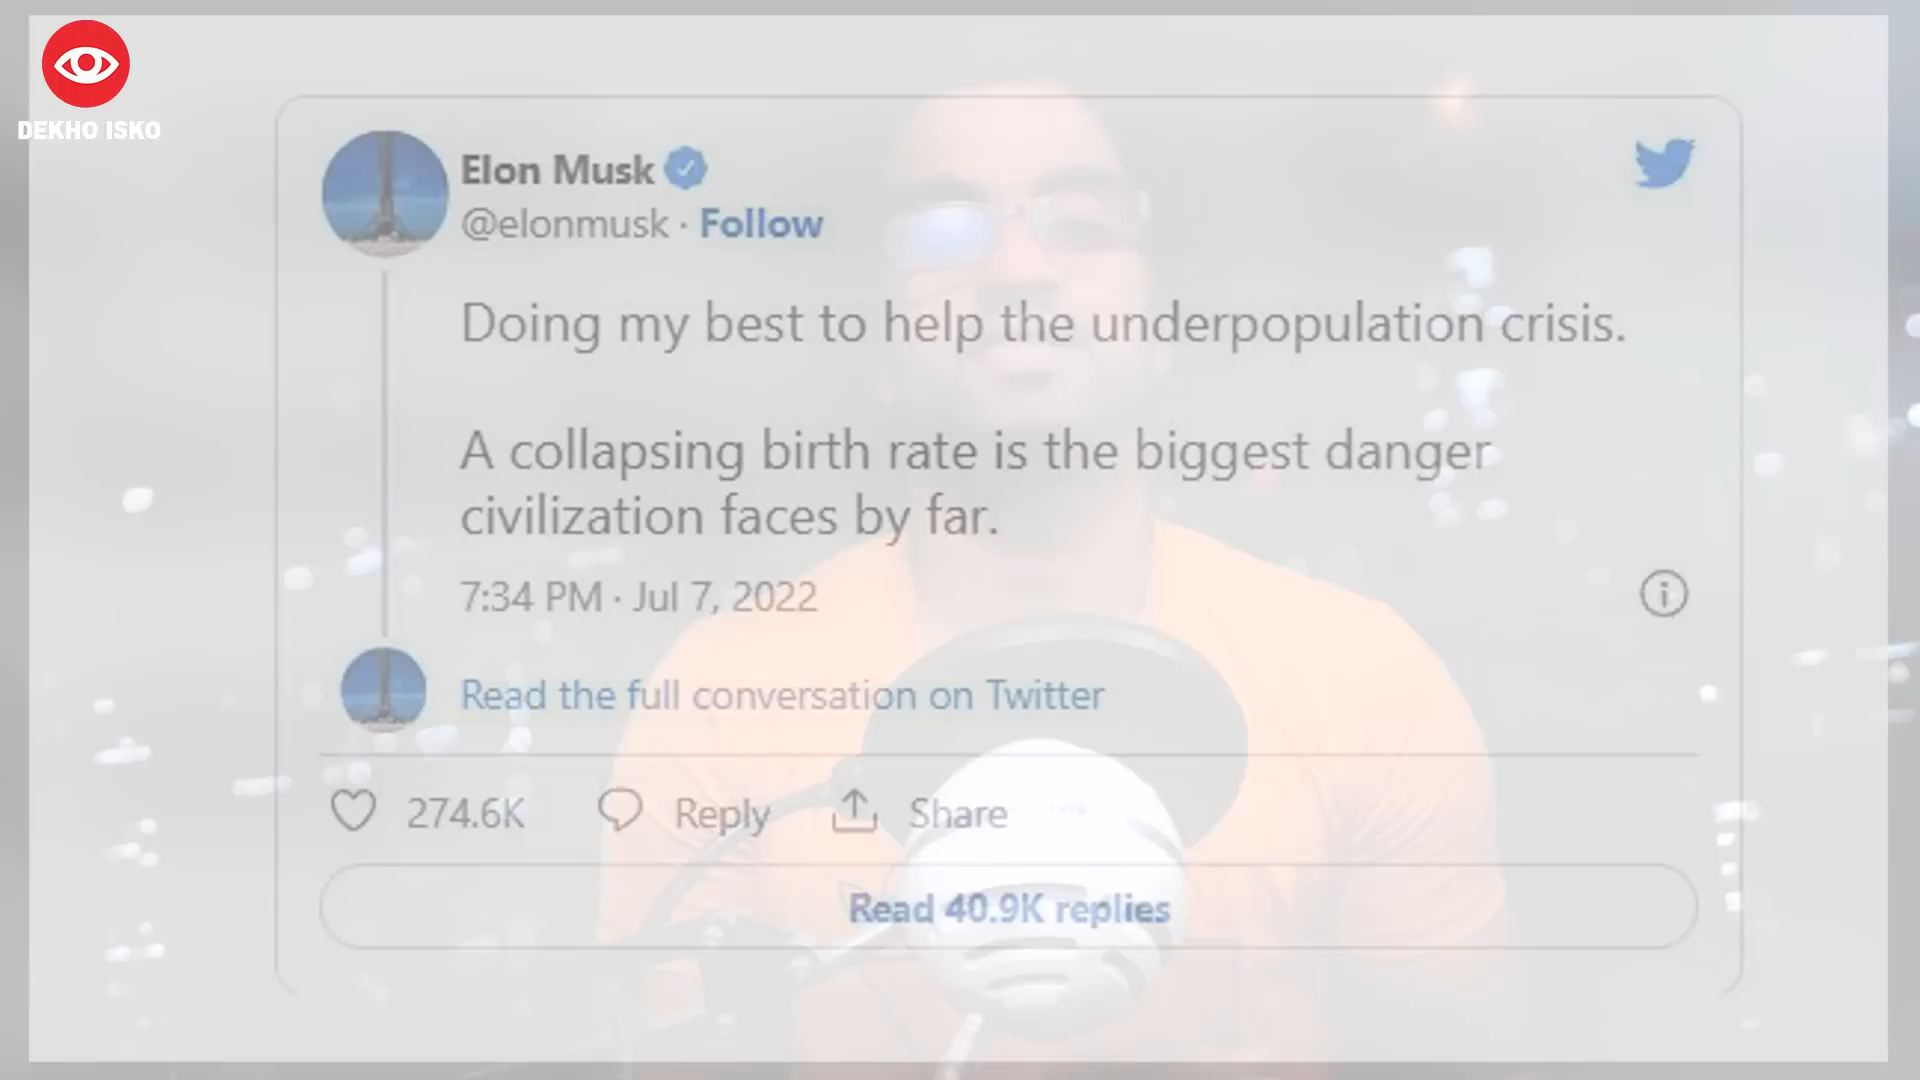 DEKHO ISKO
Elon Musk
@elonmusk · Follow
Doing my best to help the underpopulation crisis.
A collapsing birth rate is the biggest danger
civilization faces by far.
7:34 PM · Jul 7, 2022
Read the full conversation on Twitter
274.6K Reply Share
Read 40.9K replies